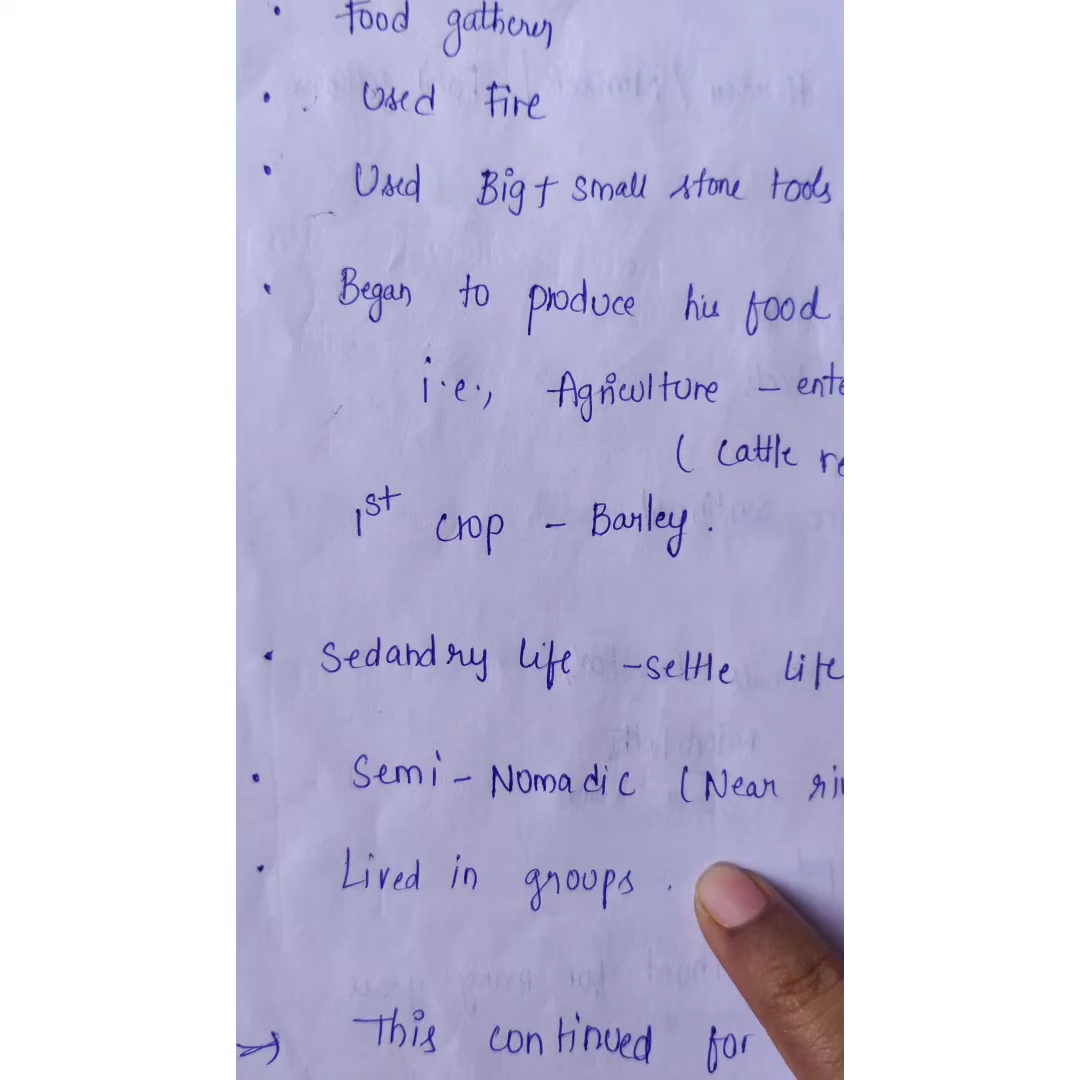 • Food gatherer
• Used Fire
• Used Big + small stone tools
• Began to produce his food
i.e., Agriculture – ente
( Cattle re
1st crop – Barley.
• Sedandry life – settle life
• Semi – Nomadic ( Near riv
• Lived in groups.
→ This continued for